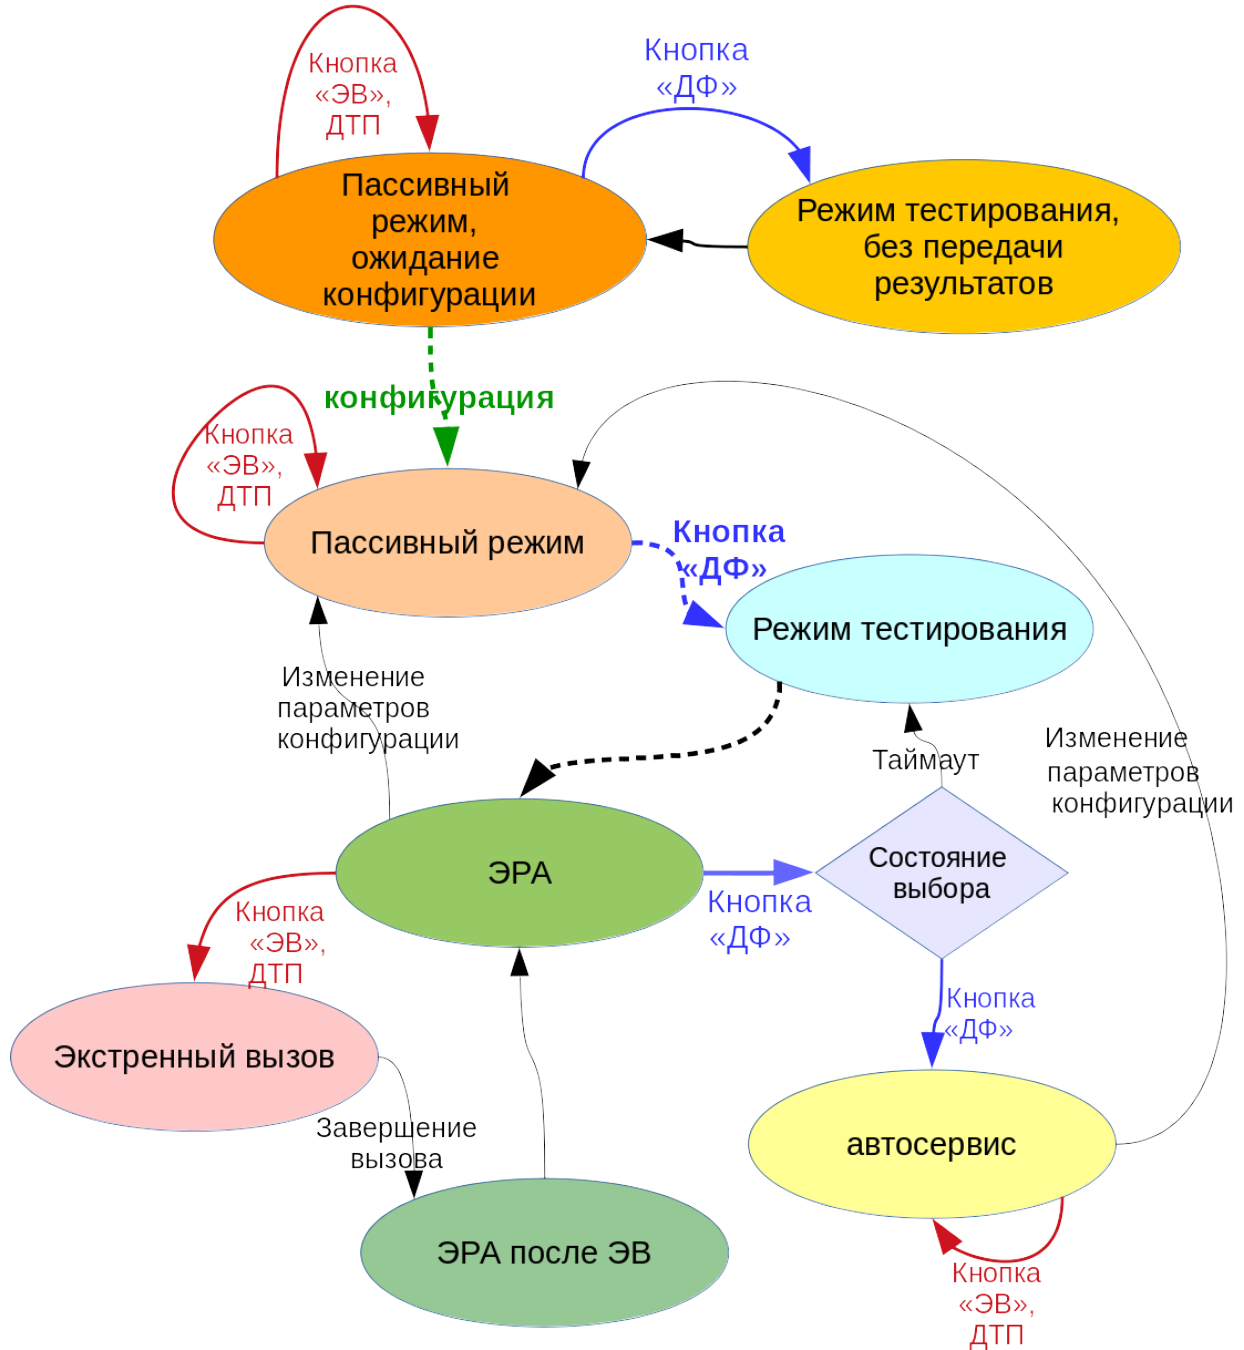 Кнопка
«ЭВ»,
ДТП
Кнопка
«ДФ»
Пассивный
режим,
ожидание
конфигурации
Режим тестирования,
без передачи
результатов
конфигурация
Кнопка
«ЭВ»,
ДТП
Пассивный режим
Кнопка
«ДФ»
Режим тестирования
Изменение
параметров
конфигурации
Таймаут
Изменение
параметров
конфигурации
ЭРА
Состояние
выбора
Кнопка
«ДФ»
Кнопка
«ЭВ»,
ДТП
Кнопка
«ДФ»
Экстренный вызов
Завершение
вызова
автосервис
ЭРА после ЭВ
Кнопка
«ЭВ»,
ДТП